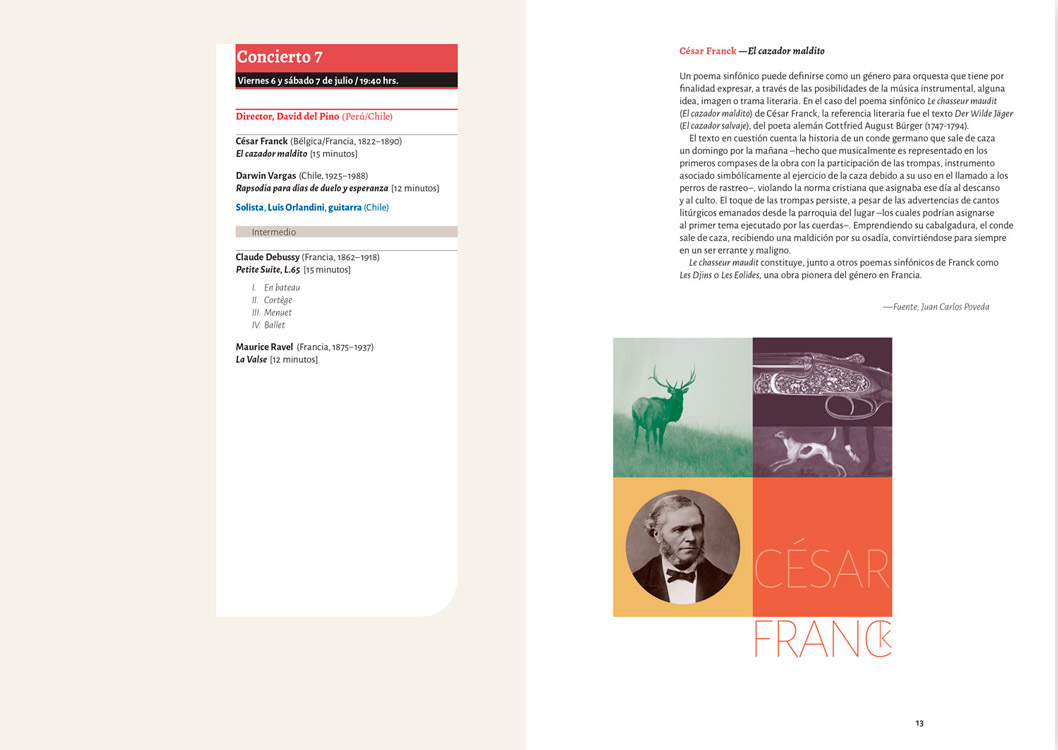 Concierto 7
Viernes 6 y sábado 7 de julio / 19:40 hrs.
Director, David del Pino (Perú/Chile)
César Franck (Bélgica/Francia, 1822–1890)
El cazador maldito [15 minutos]
Darwin Vargas (Chile, 1925–1988)
Rapsodia para días de duelo y esperanza [12 minutos]
Solista, Luis Orlandini, guitarra (Chile)
Intermedio
Claude Debussy (Francia, 1862–1918)
Petite Suite, L.65 [15 minutos]
I. En bateau
II. Cortège
III. Menuet
IV. Ballet
Maurice Ravel (Francia, 1875–1937)
La Valse [12 minutos]
César Franck —El cazador maldito
Un poema sinfónico puede definirse como un género para orquesta que tiene por
finalidad expresar, a través de las posibilidades de la música instrumental, alguna
idea, imagen o trama literaria. En el caso del poema sinfónico Le chasseur maudit
(El cazador maldito) de César Franck, la referencia literaria fue el texto Der Wilde Jäger
(El cazador salvaje), del poeta alemán Gottfried August Bürger (1747-1794).
El texto en cuestión cuenta la historia de un conde germano que sale de caza
un domingo por la mañana –hecho que musicalmente es representado en los
primeros compases de la obra con la participación de las trompas, instrumento
asociado simbólicamente al ejercicio de la caza debido a su uso en el llamado a los
perros de rastreo–, violando la norma cristiana que asignaba ese día al descanso
y al culto. El toque de las trompas persiste, a pesar de las advertencias de cantos
litúrgicos emanados desde la parroquia del lugar –los cuales podrían asignarse
al primer tema ejecutado por las cuerdas–. Emprendiendo su cabalgadura, el conde
sale de caza, recibiendo una maldición por su osadía, convirtiéndose para siempre
en un ser errante y maligno.
Le chasseur maudit constituye, junto a otros poemas sinfónicos de Franck como
Les Djins o Les Eolides, una obra pionera del género en Francia.
—Fuente, Juan Carlos Poveda
CÉSAR
FRANCK
13